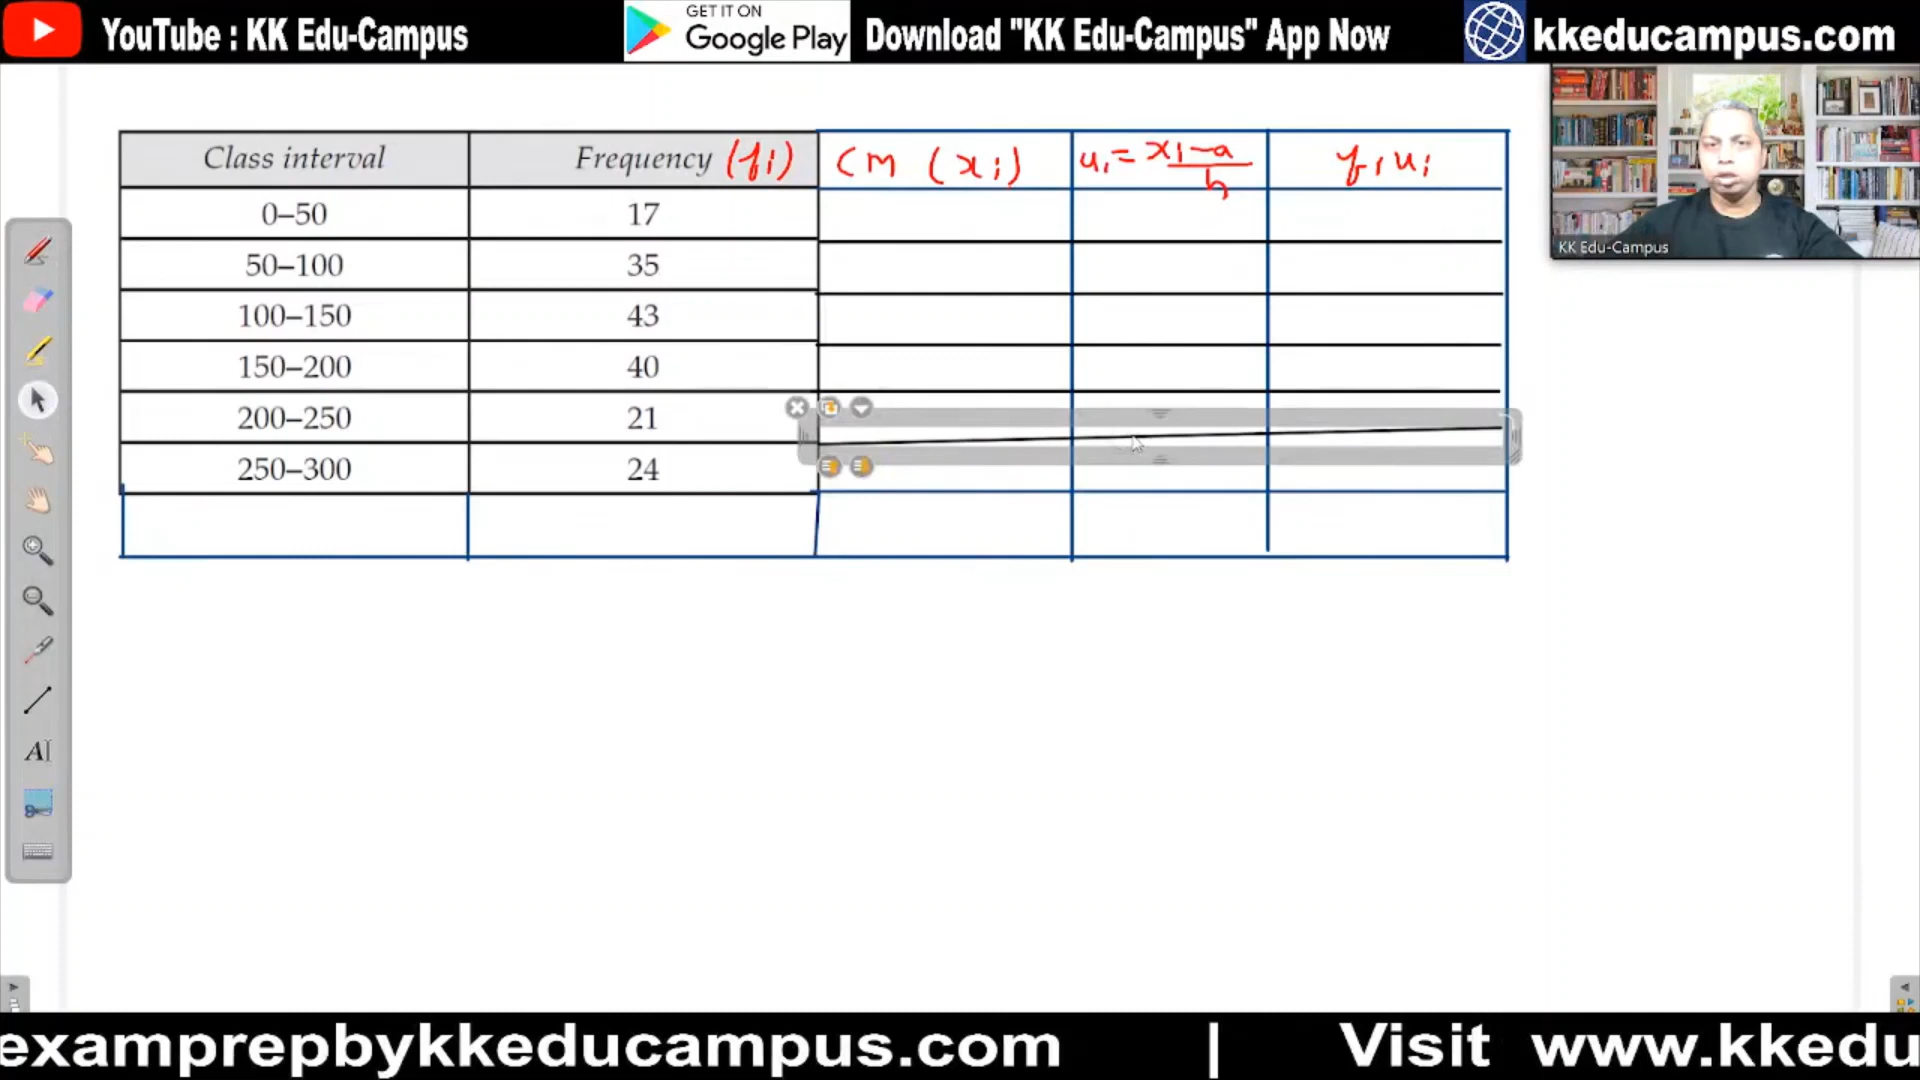 YouTube : KK Edu-Campus GET IT ON Google Play Download "KK Edu-Campus" App Now kkeducampus.com
KK Edu-Campus
Class interval Frequency (fi) CM (xi) ui = xi-a/h fiui
0–50 17
50–100 35
100–150 43
150–200 40
200–250 21
250–300 24
AI
examprepbykkeducampus.com | Visit www.kkedu